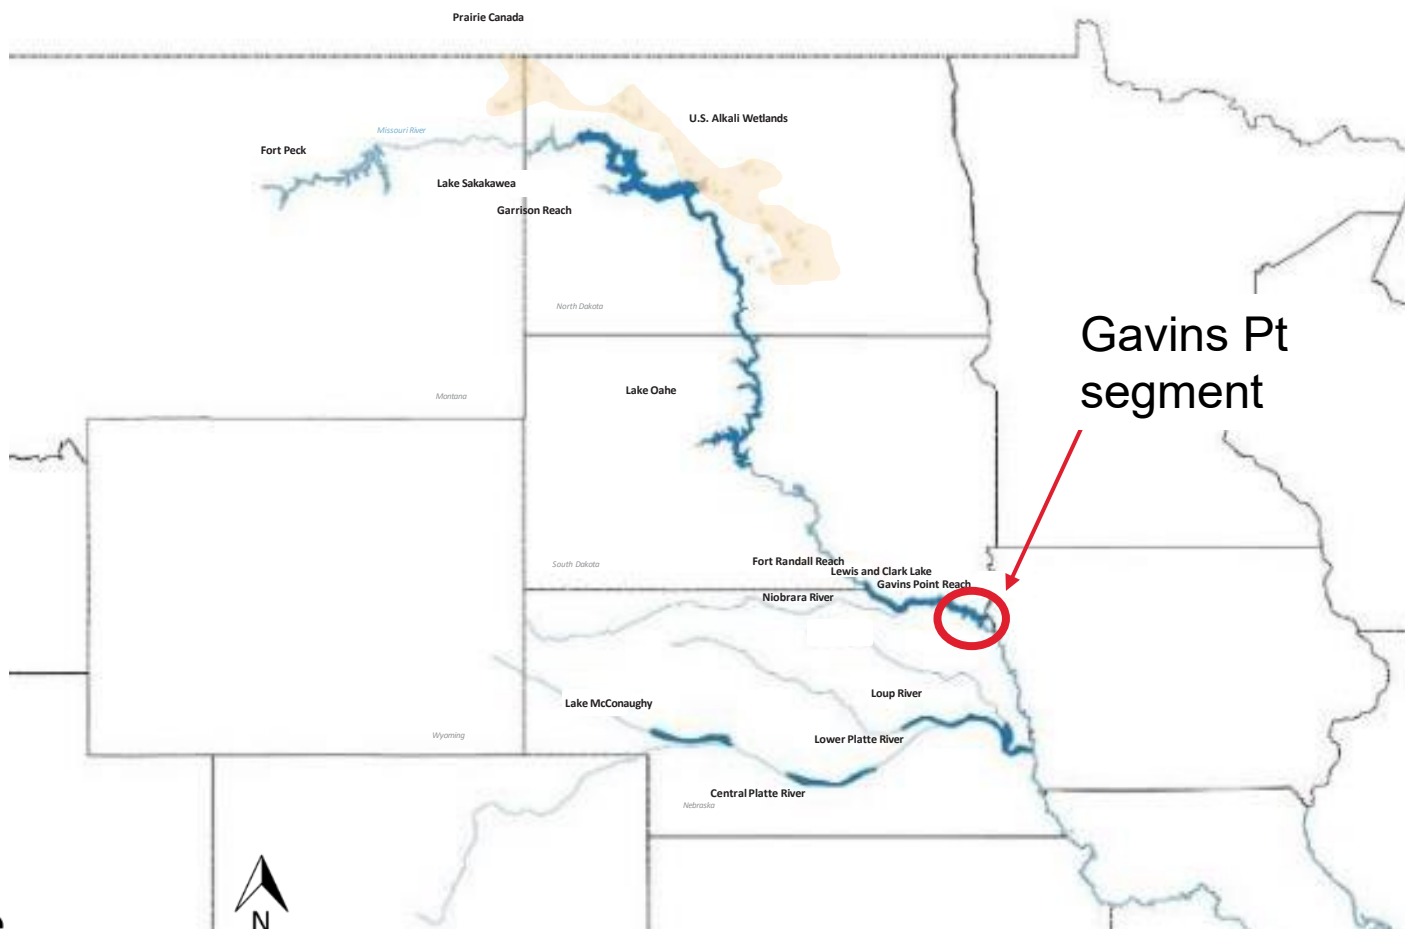 Prairie Canada
U.S. Alkali Wetlands
Missouri River
Fort Peck
Lake Sakakawea
Garrison Reach
North Dakota
Gavins Pt
segment
Lake Oahe
Montana
Fort Randall Reach
South Dakota
Lewis and Clark Lake
Gavins Point Reach
Niobrara River
Loup River
Lake McConaughy
Wyoming
Lower Platte River
Central Platte River
Nebraska
N